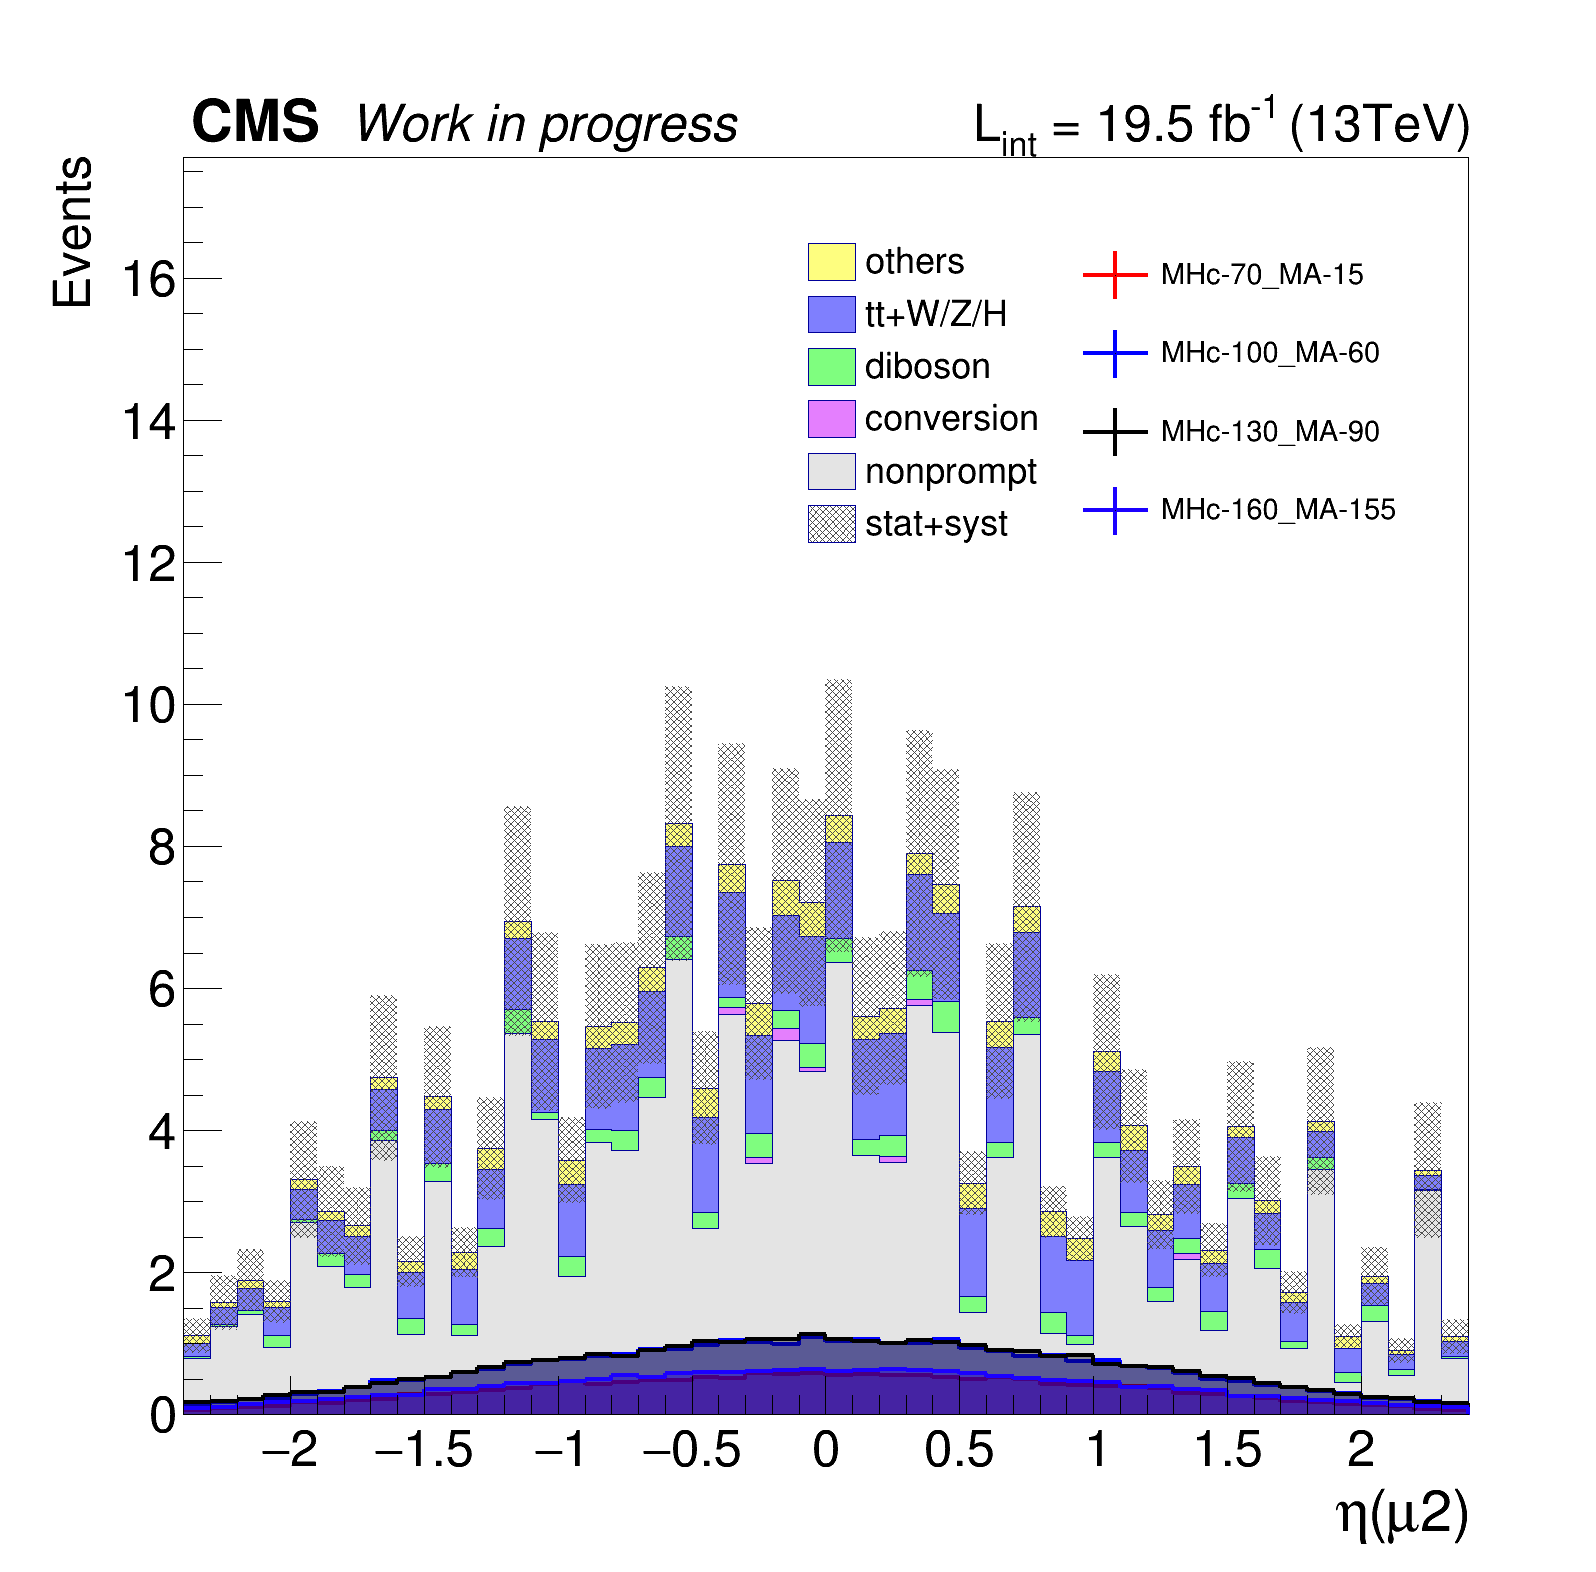 CMS Work in progress
L_int = 19.5 fb^-1 (13TeV)
Events
16
14
12
10
8
6
4
2
0
others
tt+W/Z/H
diboson
conversion
nonprompt
stat+syst
MHc-70_MA-15
MHc-100_MA-60
MHc-130_MA-90
MHc-160_MA-155
−2 −1.5 −1 −0.5 0 0.5 1 1.5 2
η(μ2)